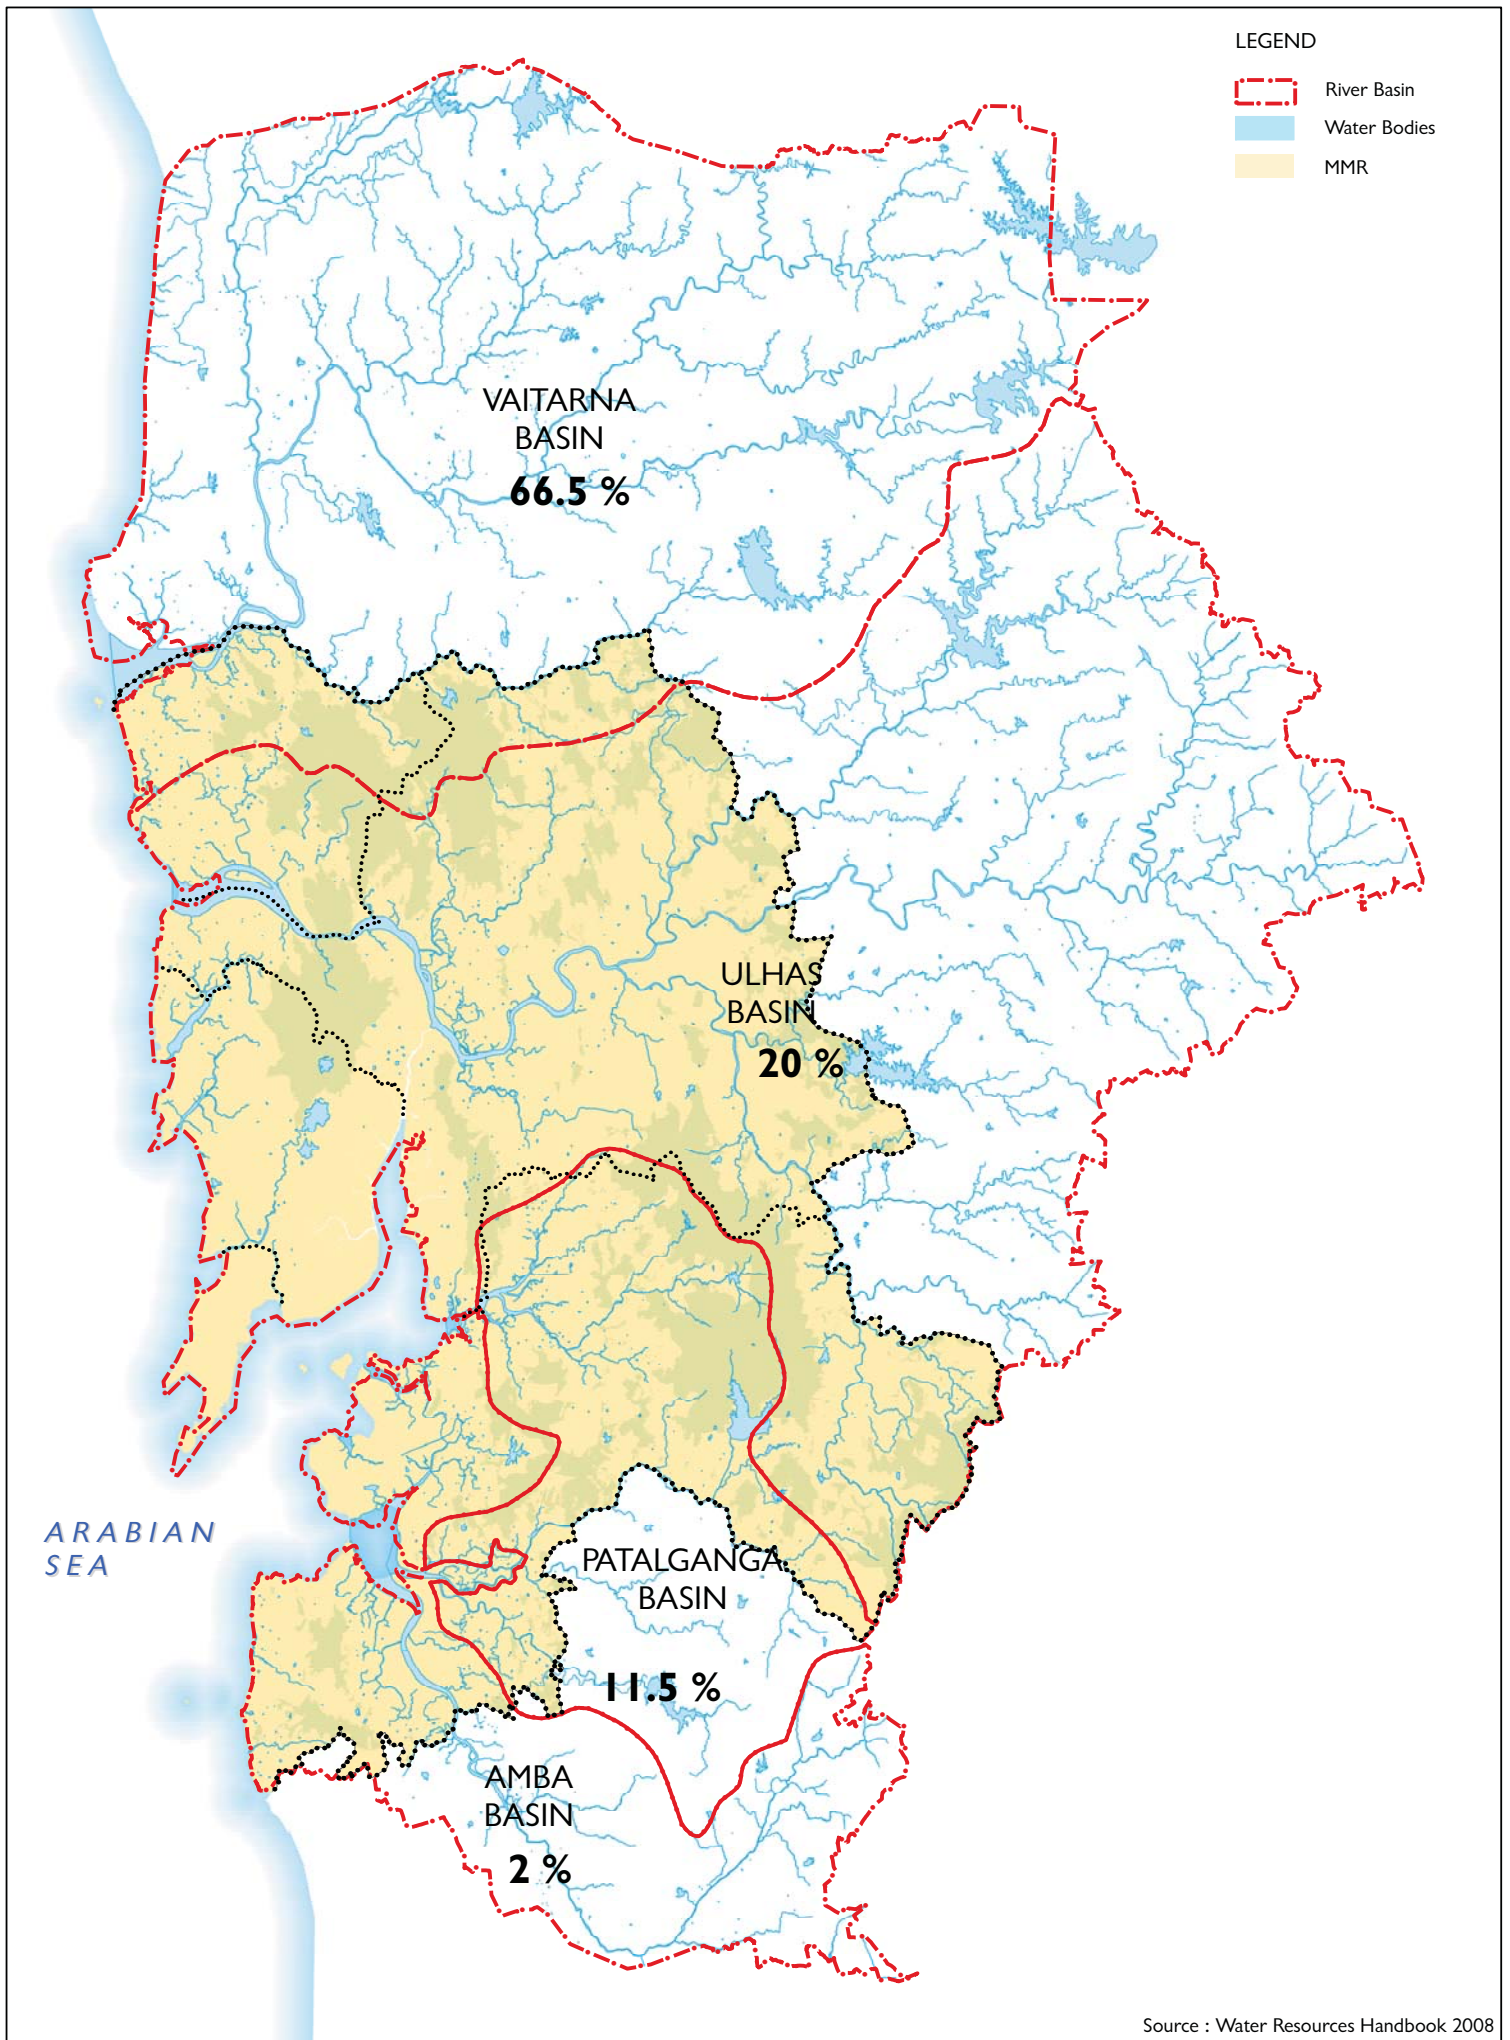 LEGEND
River Basin
Water Bodies
MMR
VAITARNA
BASIN
66.5 %
ULHAS
BASIN
20 %
ARABIAN
SEA
PATALGANGA
BASIN
11.5 %
AMBA
BASIN
2 %
Source : Water Resources Handbook 2008